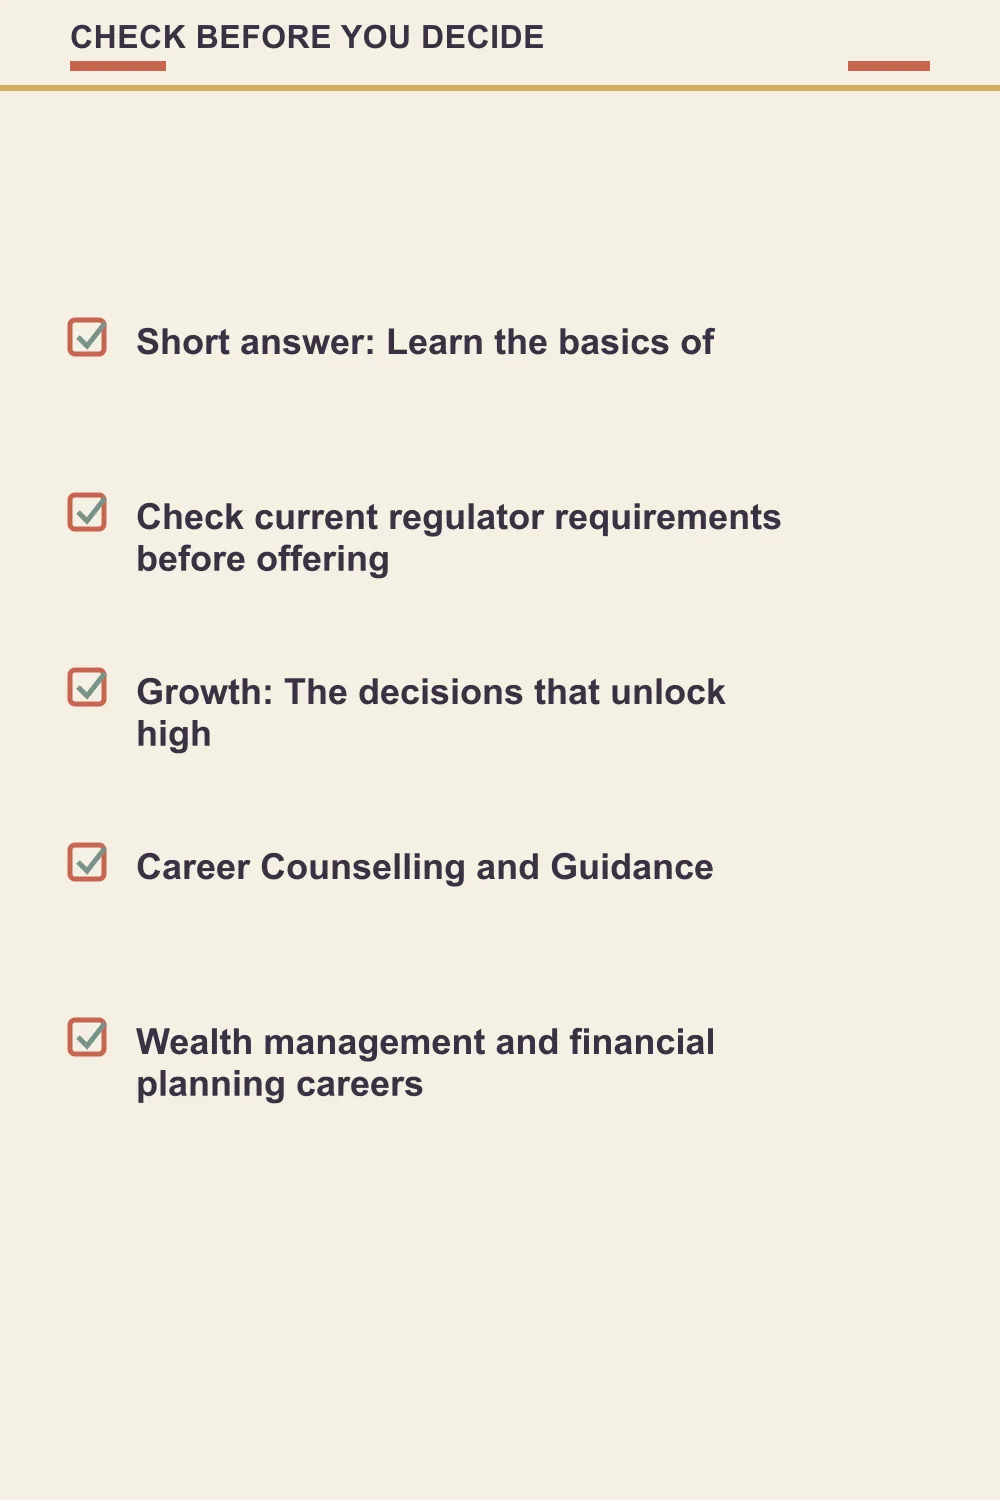 CHECK BEFORE YOU DECIDE
Short answer: Learn the basics of
Check current regulator requirements
before offering
Growth: The decisions that unlock
high
Career Counselling and Guidance
Wealth management and financial
planning careers